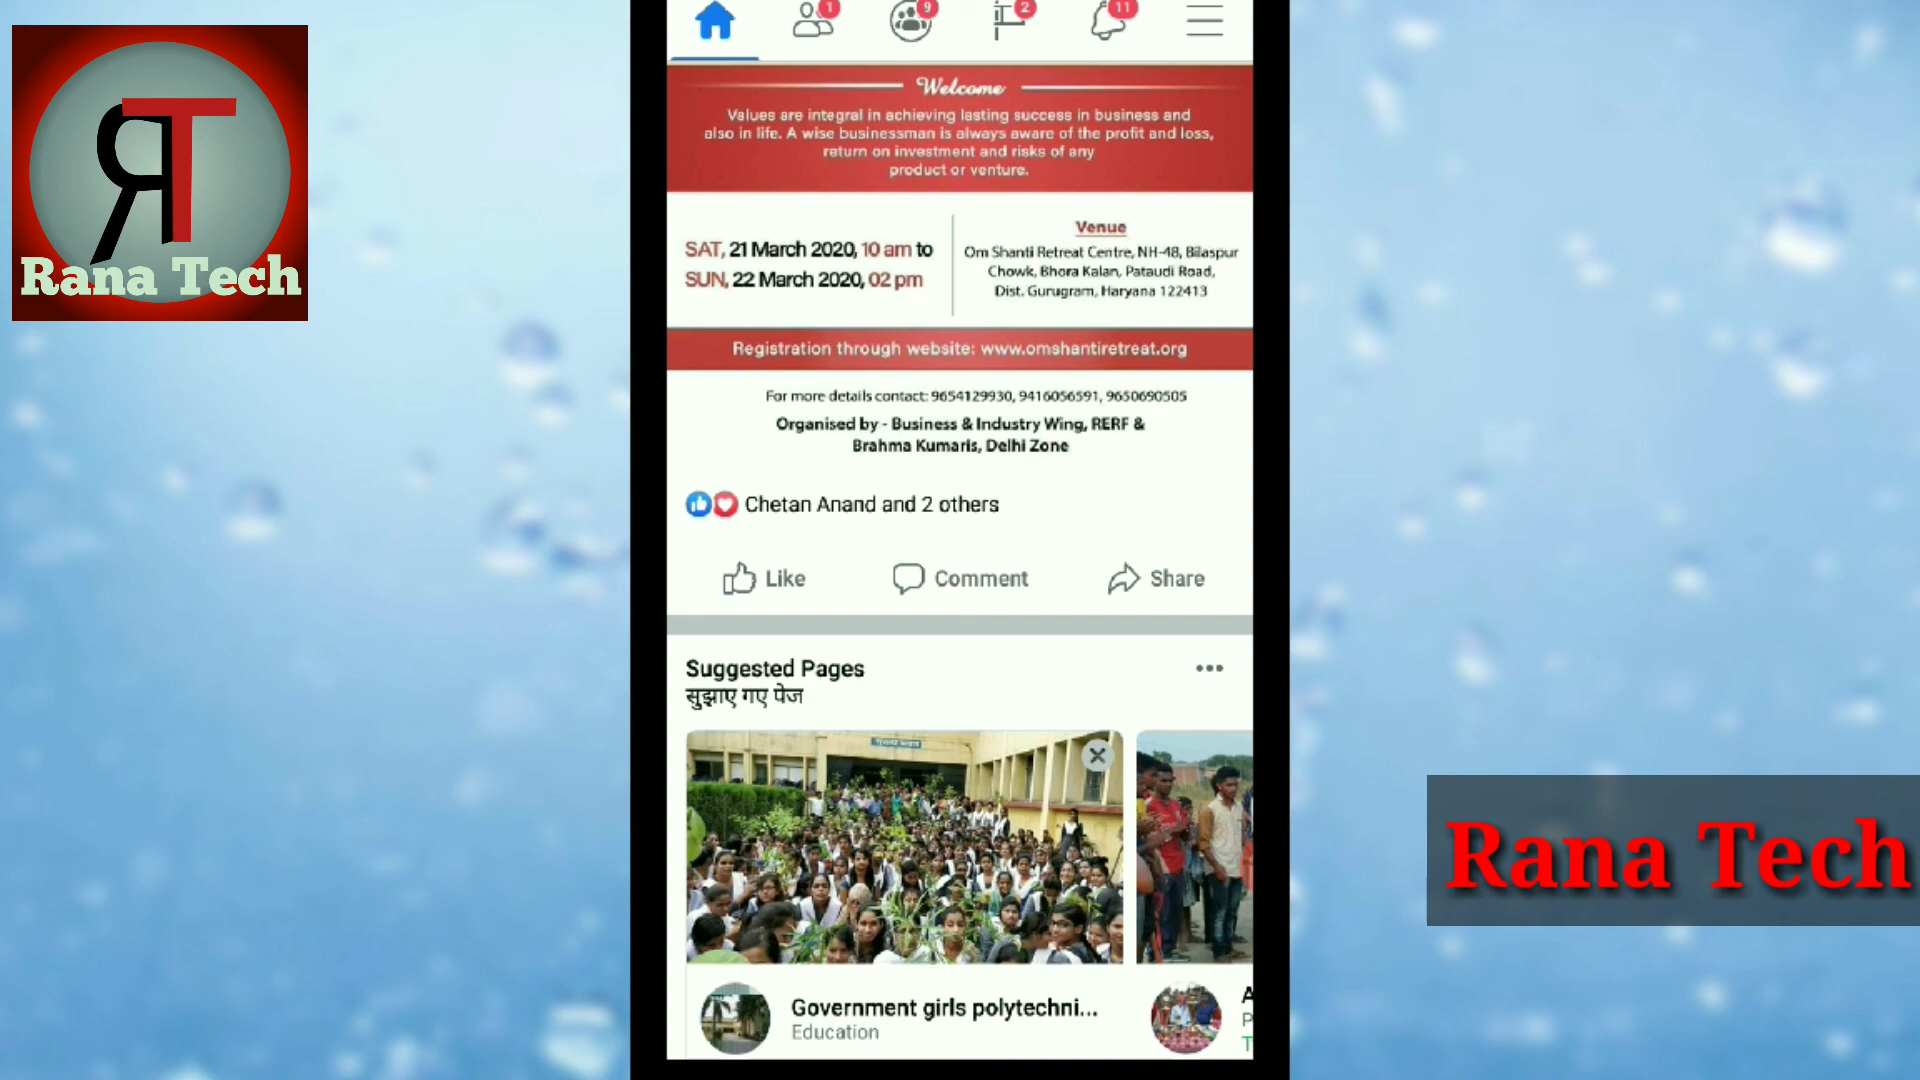 1
9
2
11
Welcome
Values are integral in achieving lasting success in business and
also in life. A wise businessman is always aware of the profit and loss,
return on investment and risks of any
product or venture.
SAT, 21 March 2020, 10 am to
SUN, 22 March 2020, 02 pm
Venue
Om Shanti Retreat Centre, NH-48, Bilaspur
Chowk, Bhora Kalan, Pataudi Road,
Dist. Gurugram, Haryana 122413
Registration through website: www.omshantiretreat.org
For more details contact: 9654129930, 9416056591, 9650690505
Organised by - Business & Industry Wing, RERF &
Brahma Kumaris, Delhi Zone
Chetan Anand and 2 others
Like
Comment
Share
Suggested Pages
सुझाए गए पेज
Government girls polytechni...
Education
RT
Rana Tech
Rana Tech